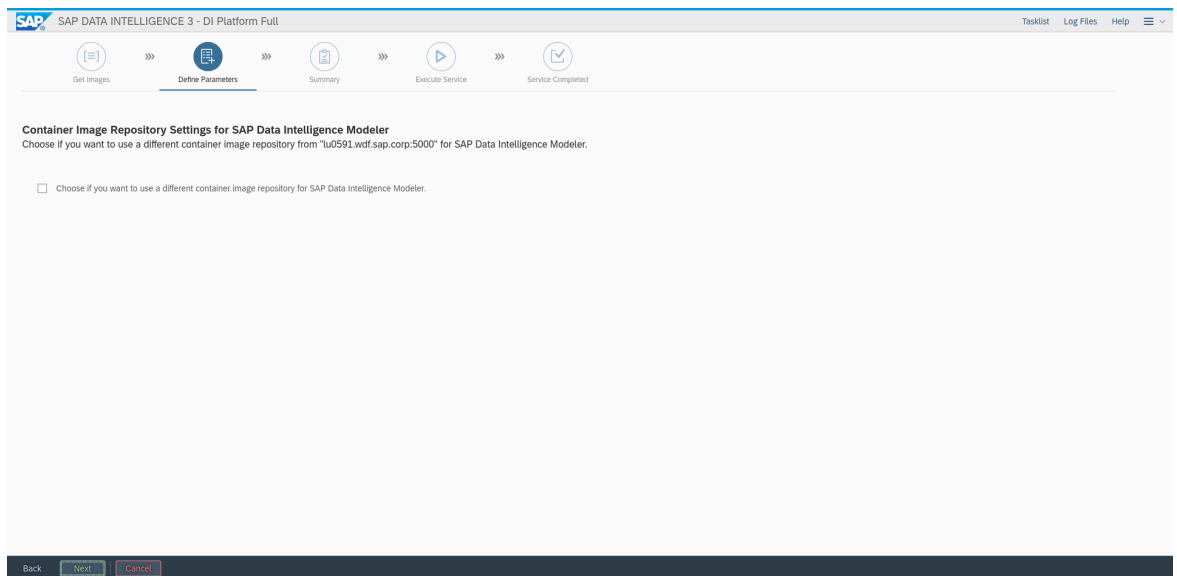 SAP SAP DATA INTELLIGENCE 3 - DI Platform Full Tasklist Log Files Help
Get Images Define Parameters Summary Execute Service Service Completed
Container Image Repository Settings for SAP Data Intelligence Modeler
Choose if you want to use a different container image repository from "lu0591.wdf.sap.corp:5000" for SAP Data Intelligence Modeler.
Choose if you want to use a different container image repository for SAP Data Intelligence Modeler.
Back Next Cancel